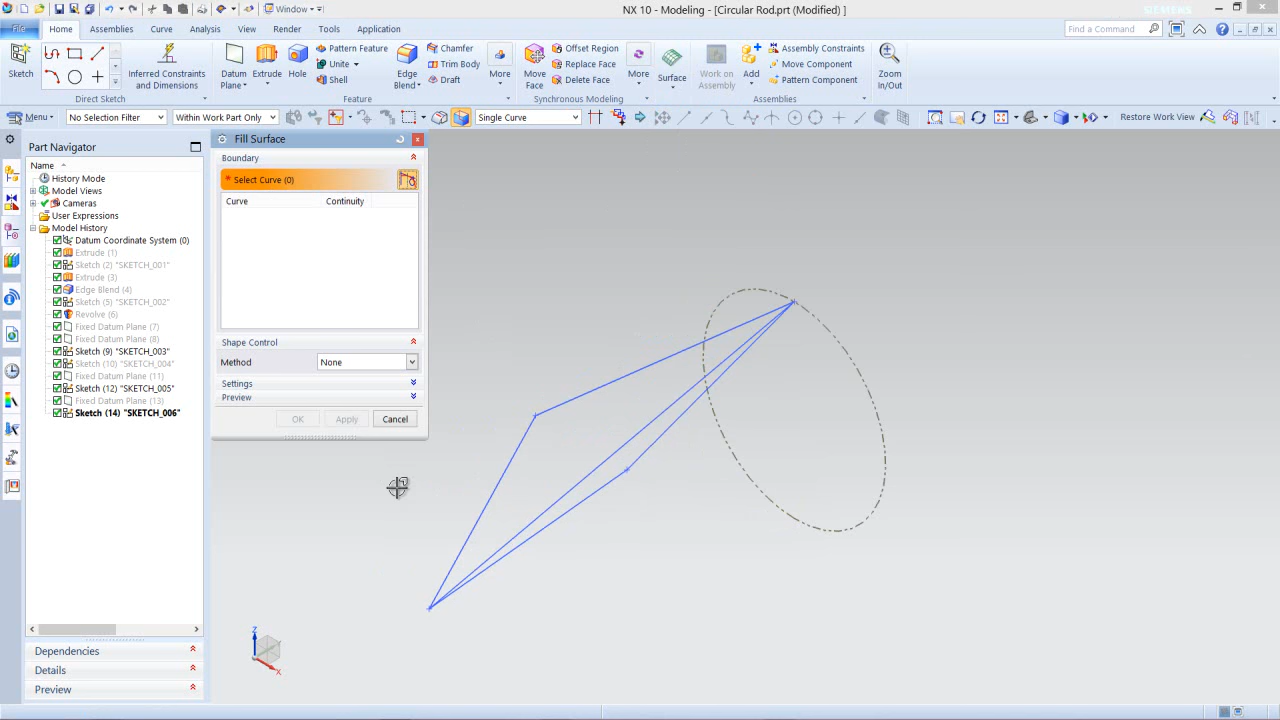 NX 10 - Modeling - [Circular Rod.prt (Modified) ]
SIEMENS
Window
File Home Assemblies Curve Analysis View Render Tools Application
Find a Command
Sketch
Inferred Constraints and Dimensions
Direct Sketch
Datum Plane
Extrude
Hole
Pattern Feature
Unite
Shell
Edge Blend
Chamfer
Trim Body
Draft
More
Feature
Move Face
Offset Region
Replace Face
Delete Face
More
Surface
Synchronous Modeling
Work on Assembly
Add
Assembly Constraints
Move Component
Pattern Component
Assemblies
Zoom In/Out
Menu
No Selection Filter
Within Work Part Only
Single Curve
Restore Work View
Part Navigator
Name
History Mode
Model Views
Cameras
User Expressions
Model History
Datum Coordinate System (0)
Extrude (1)
Sketch (2) "SKETCH_001"
Extrude (3)
Edge Blend (4)
Sketch (5) "SKETCH_002"
Revolve (6)
Fixed Datum Plane (7)
Fixed Datum Plane (8)
Sketch (9) "SKETCH_003"
Sketch (10) "SKETCH_004"
Fixed Datum Plane (11)
Sketch (12) "SKETCH_005"
Fixed Datum Plane (13)
Sketch (14) "SKETCH_006"
Dependencies
Details
Preview
Fill Surface
Boundary
* Select Curve (0)
Curve Continuity
Shape Control
Method None
Settings
Preview
OK Apply Cancel
Z
X